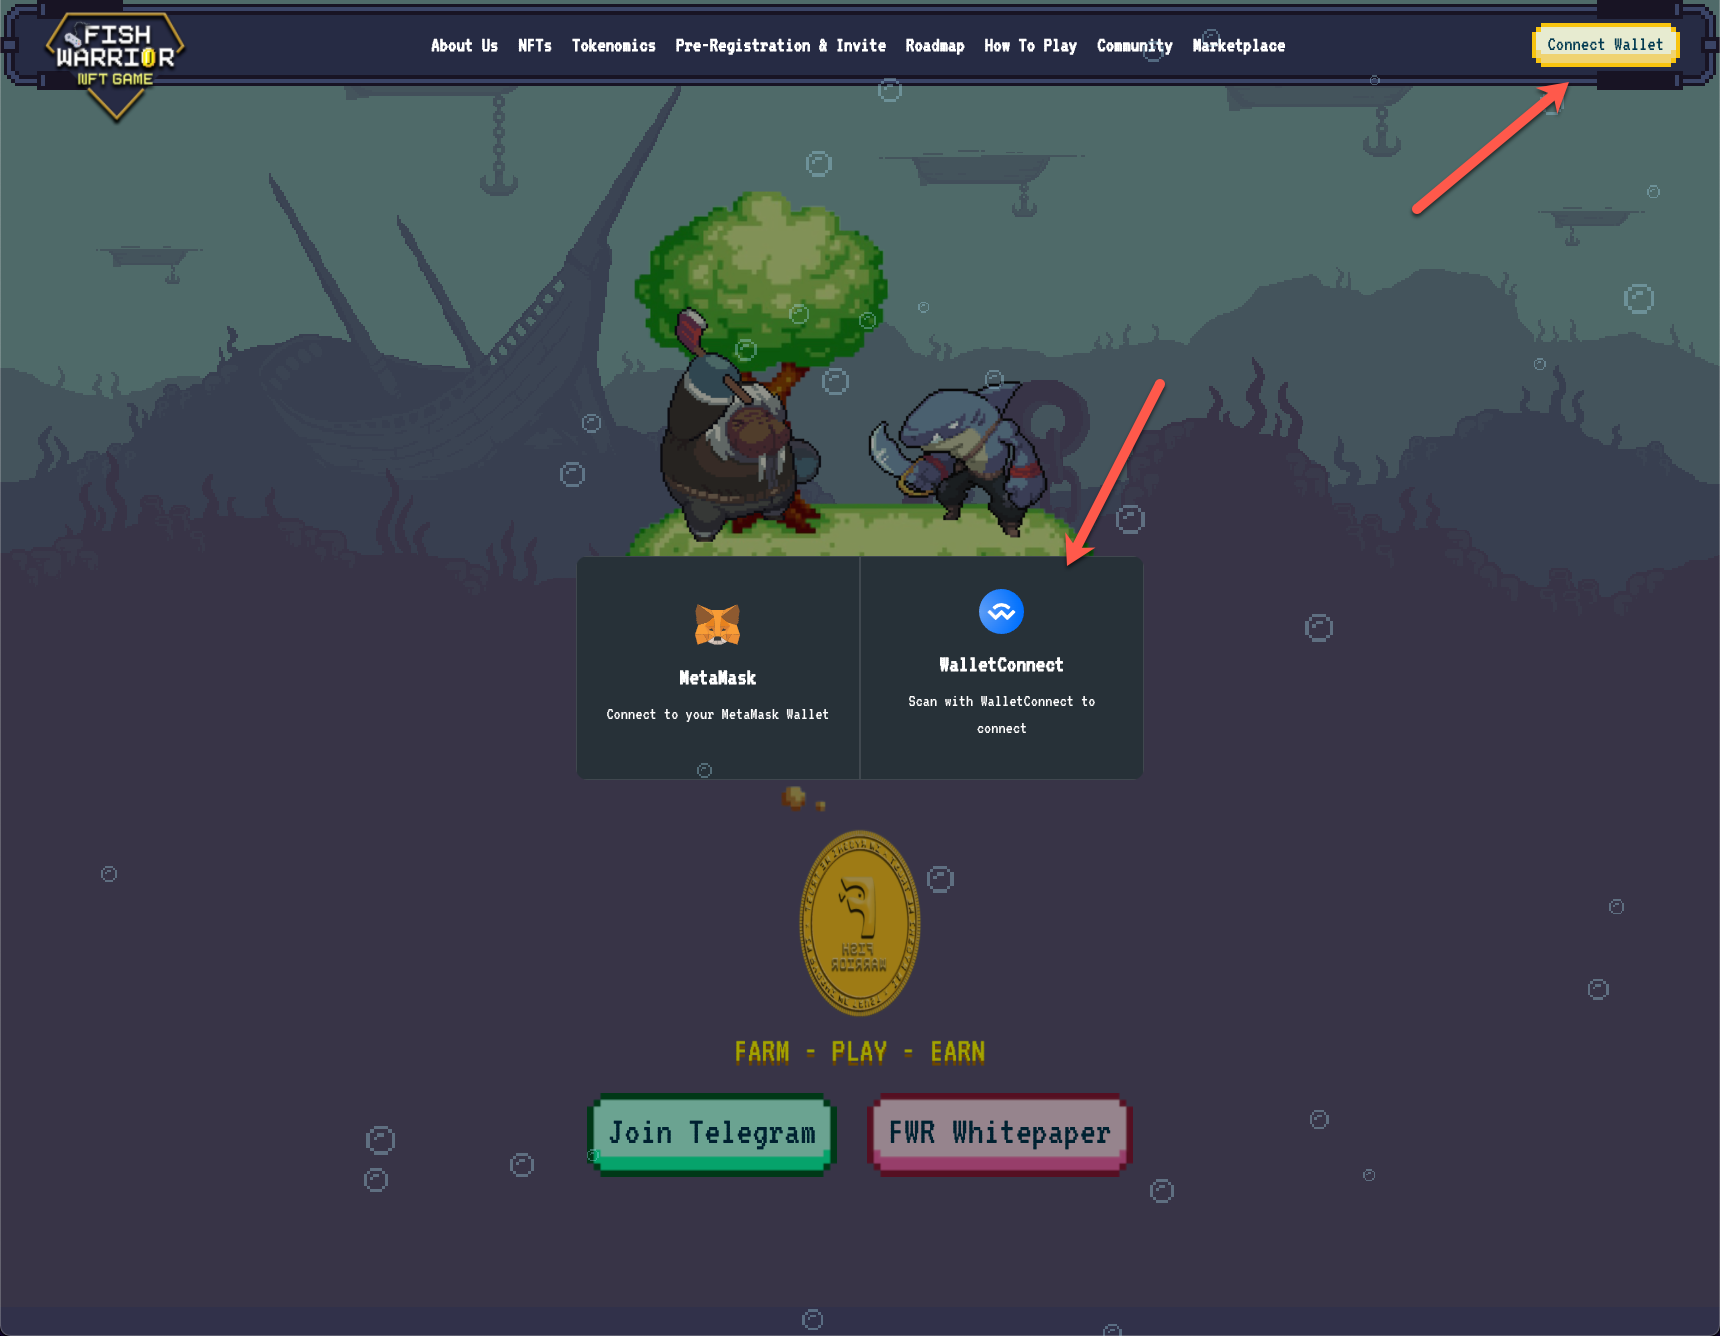 FISH
WARRIOR
NFT GAME
About Us NFTs Tokenomics Pre-Registration & Invite Roadmap How To Play Community Marketplace
Connect Wallet
MetaMask
Connect to your MetaMask Wallet
WalletConnect
Scan with WalletConnect to
connect
FISH
WARRIOR
FARM - PLAY - EARN
Join Telegram
FWR Whitepaper